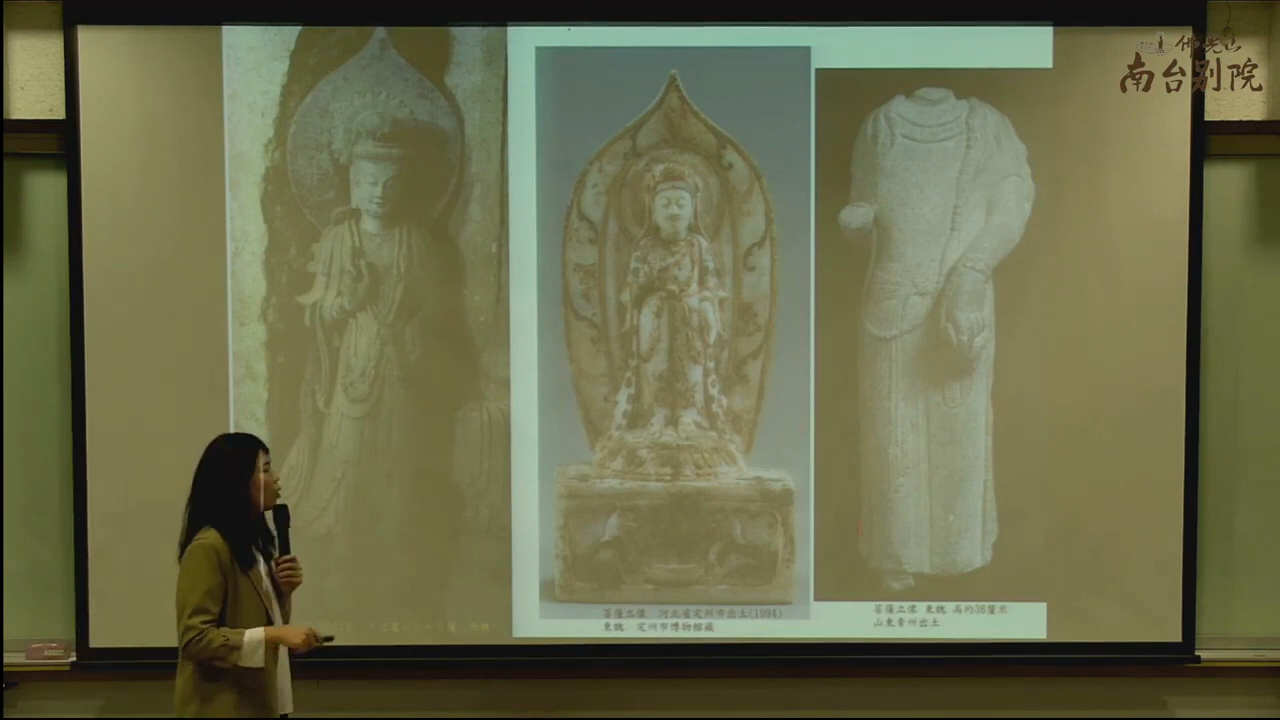 佛光山
南台别院
菩薩立像 河北省定州市出土(1994)
東魏 定州市博物館藏
菩薩立像 東魏 高約38釐米
山東青州出土